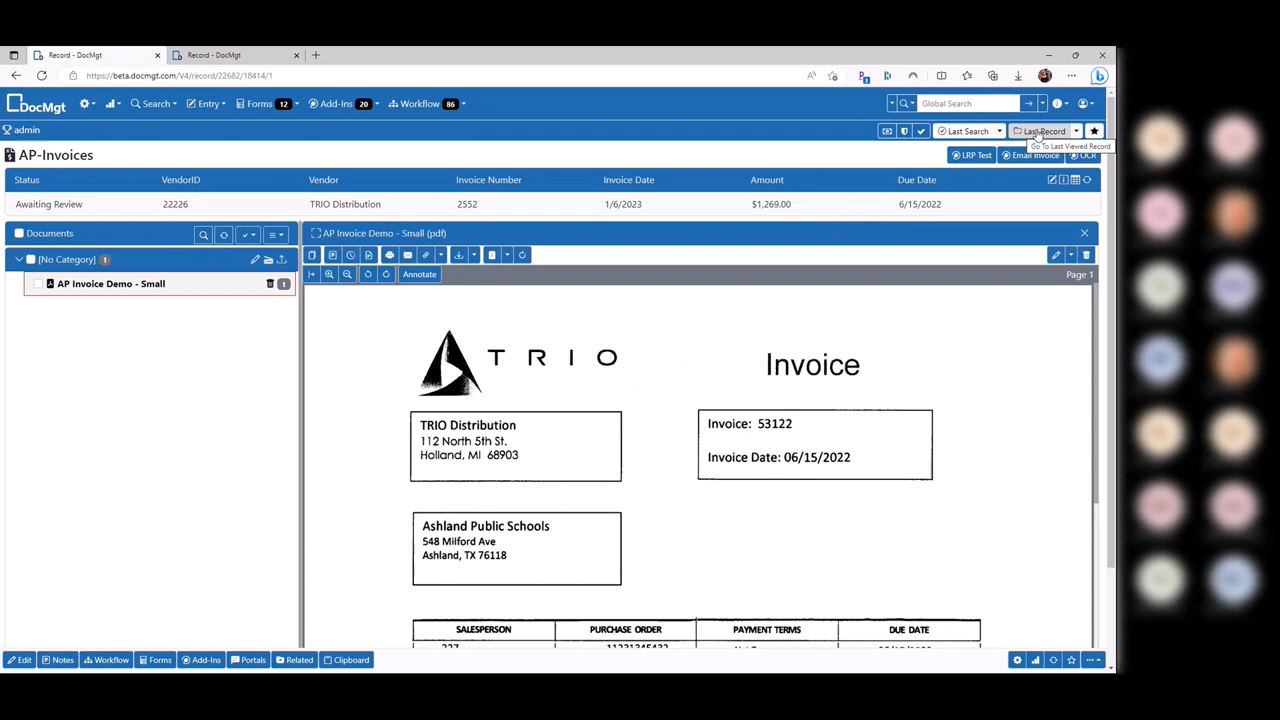 Record - DocMgt
Record - DocMgt
https://beta.docmgt.com/V4/record/22682/18414/1
DocMgt
Search
Entry
Forms 12
Add-Ins 20
Workflow 86
Global Search
admin
Last Search
Last Record
Go To Last Viewed Record
AP-Invoices
LRP Test
Email Invoice
OCR
Status VendorID Vendor Invoice Number Invoice Date Amount Due Date
Awaiting Review 22226 TRIO Distribution 2552 1/6/2023 $1,269.00 6/15/2022
Documents
AP Invoice Demo - Small (pdf)
[No Category] 1
AP Invoice Demo - Small 1
Annotate
Page 1
TRIO
Invoice
TRIO Distribution
112 North 5th St.
Holland, MI 68903
Invoice: 53122
Invoice Date: 06/15/2022
Ashland Public Schools
548 Milford Ave
Ashland, TX 76118
SALESPERSON PURCHASE ORDER PAYMENT TERMS DUE DATE
Edit Notes Workflow Forms Add-Ins Portals Related Clipboard